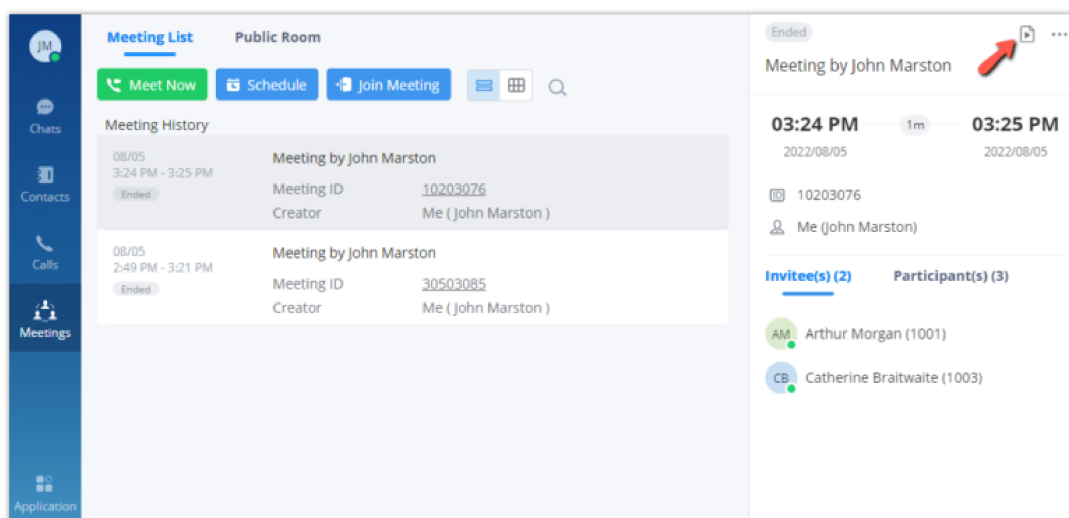 JM
Chats
Contacts
Calls
Meetings
Application
Meeting List
Public Room
Meet Now
Schedule
Join Meeting
Meeting History
08/05
3:24 PM - 3:25 PM
Ended
Meeting by John Marston
Meeting ID
10203076
Creator
Me ( John Marston )
08/05
2:49 PM - 3:21 PM
Ended
Meeting by John Marston
Meeting ID
30503085
Creator
Me ( John Marston )
Ended
Meeting by John Marston
03:24 PM
1m
03:25 PM
2022/08/05
2022/08/05
ID
10203076
Me (John Marston)
Invitee(s) (2)
Participant(s) (3)
AM
Arthur Morgan (1001)
CB
Catherine Braitwaite (1003)